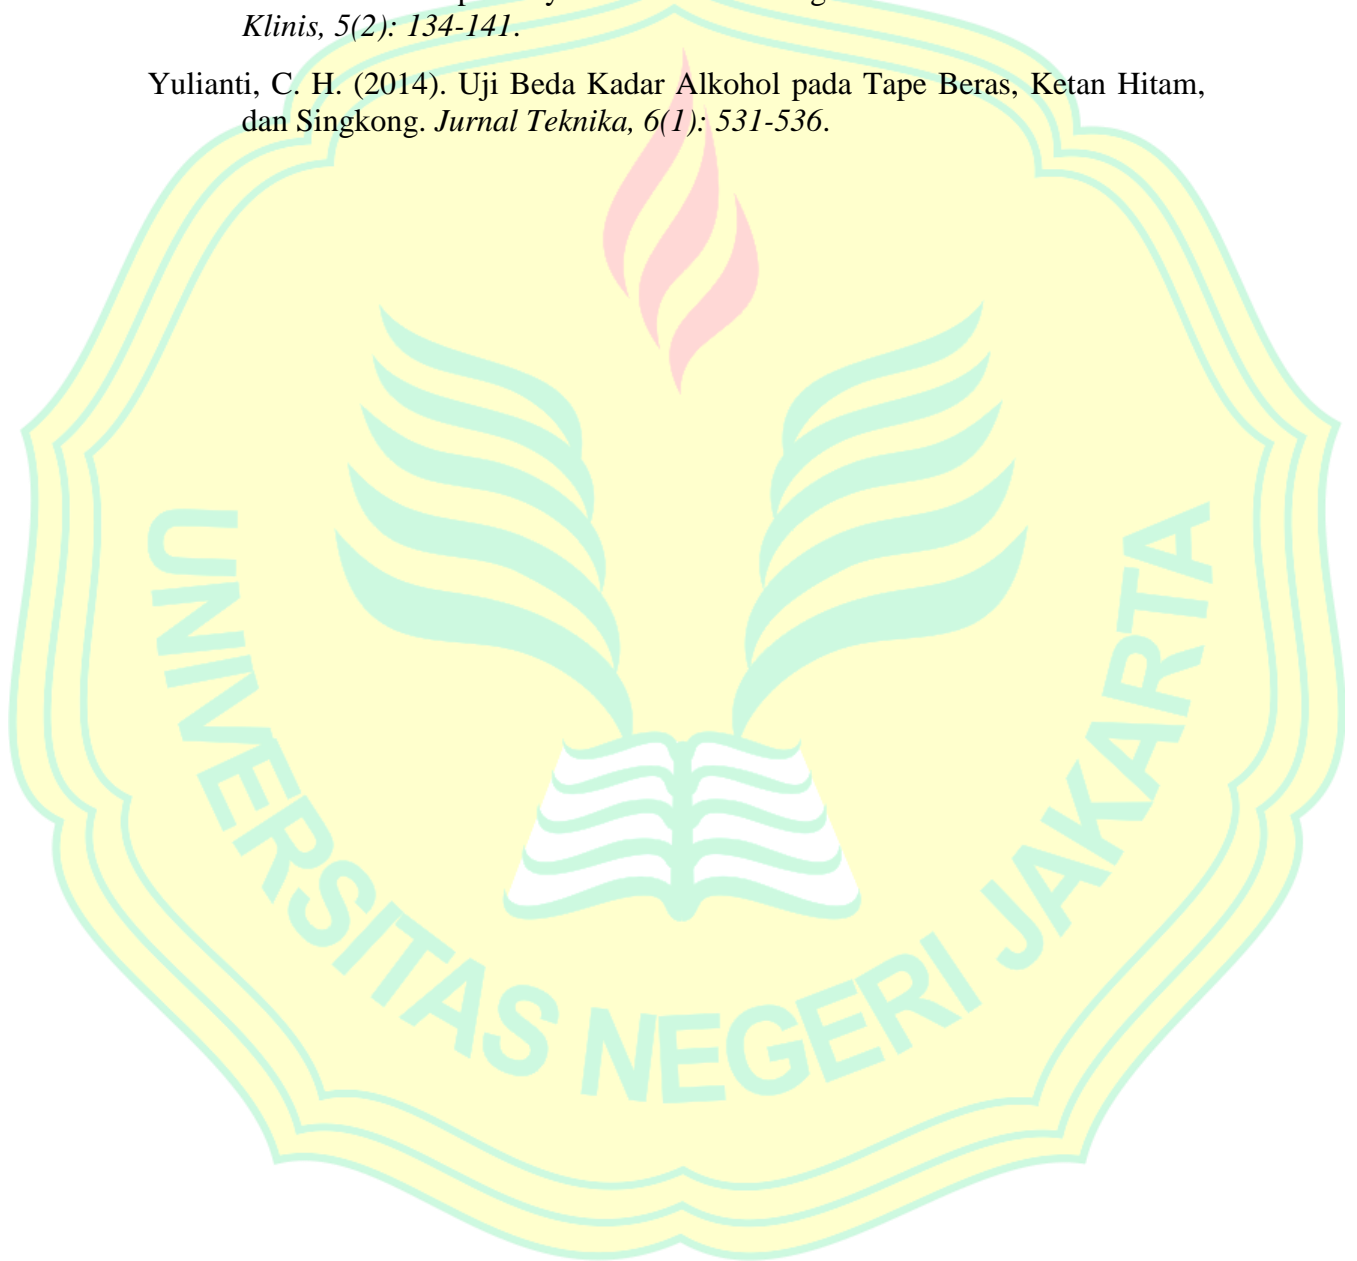 Klinis, 5(2): 134-141.
Yulianti, C. H. (2014). Uji Beda Kadar Alkohol pada Tape Beras, Ketan Hitam,
dan Singkong. Jurnal Teknika, 6(1): 531-536.
UNIVERSITAS NEGERI JAKARTA